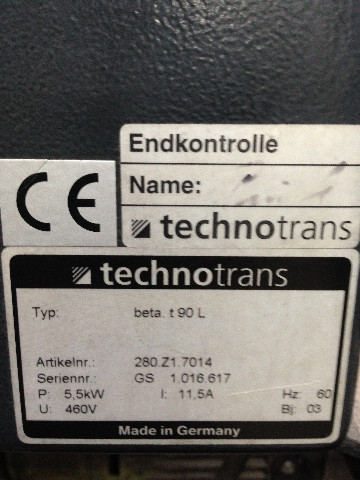 Endkontrolle
Name:
technotrans
CE
technotrans
Typ: beta. t 90 L
Artikelnr.: 280.Z1.7014
Seriennr.: GS 1.016.617
P: 5,5kW I: 11,5A Hz: 60
U: 460V Bj: 03
Made in Germany